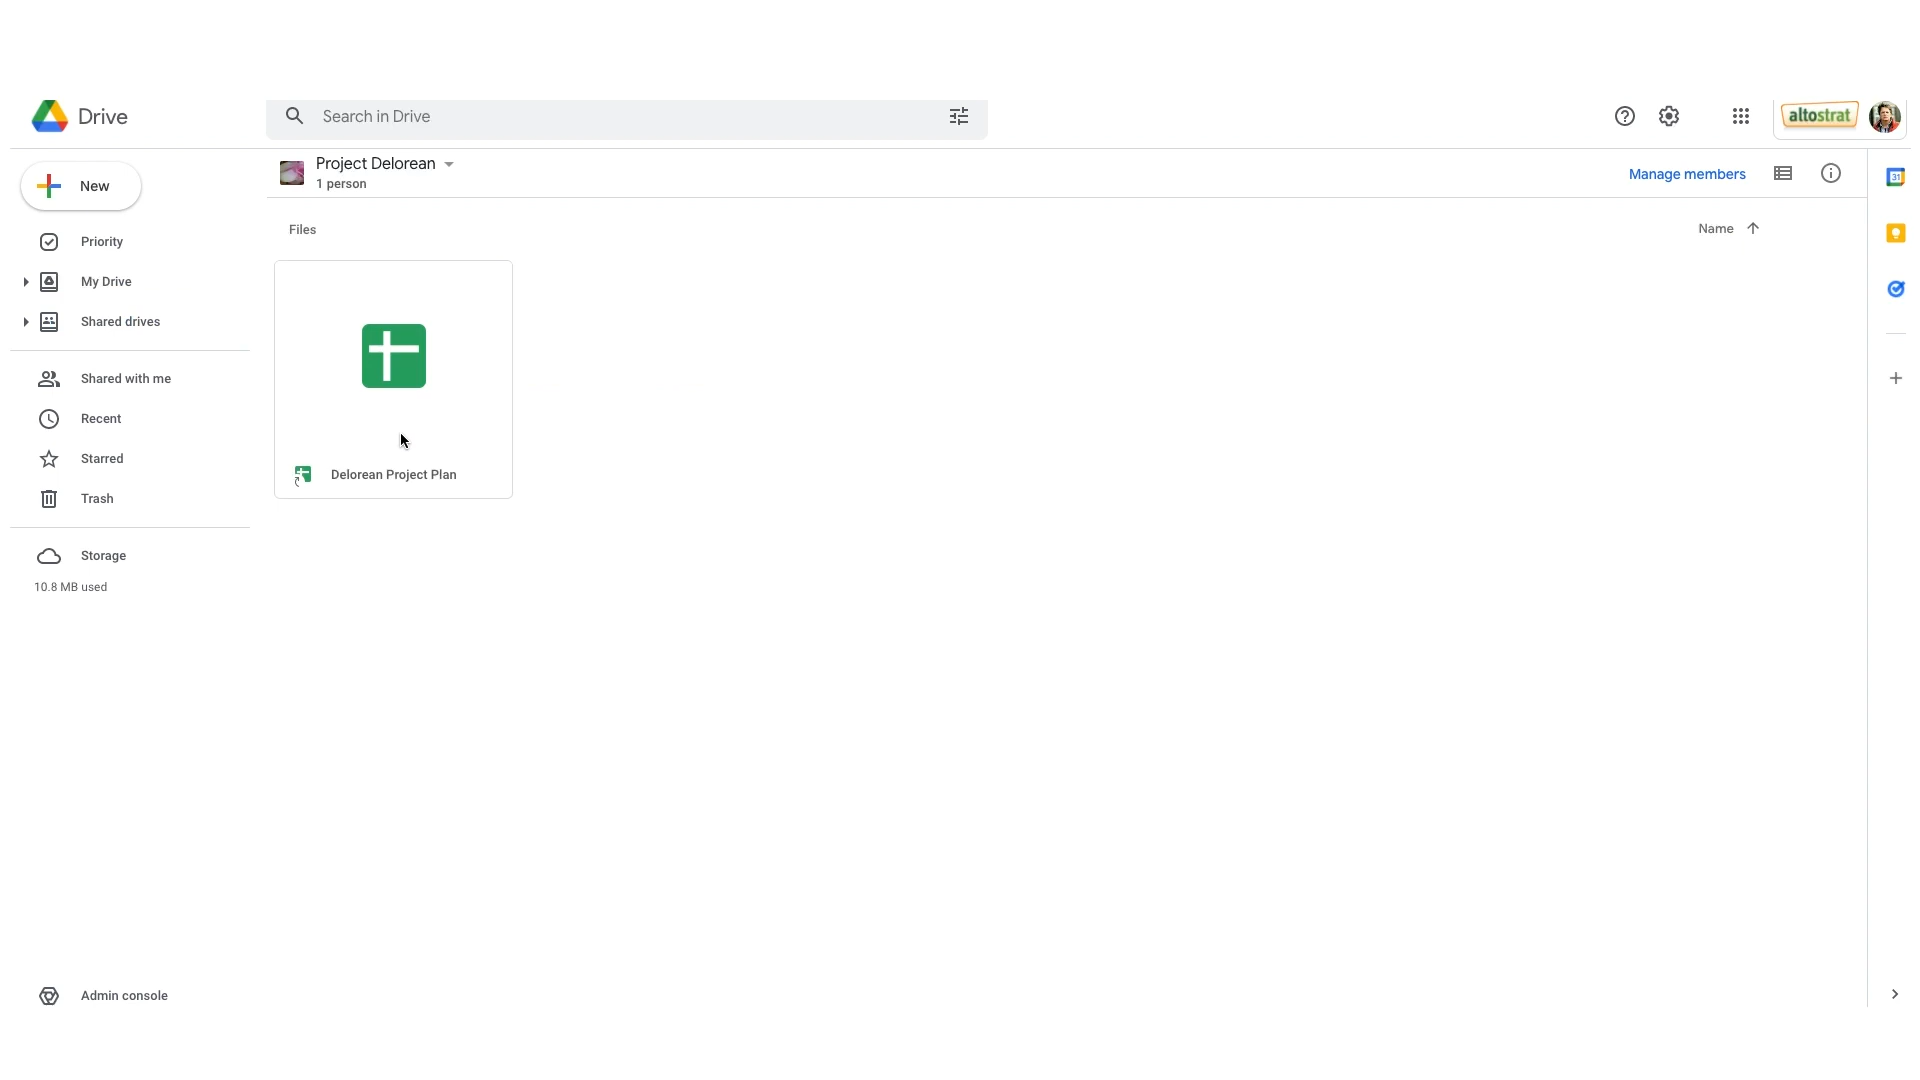 Drive
Search in Drive
altostrat
New
Project Delorean
1 person
Manage members
31
Priority
My Drive
Shared drives
Shared with me
Recent
Starred
Trash
Storage
10.8 MB used
Admin console
Files
Name
Delorean Project Plan